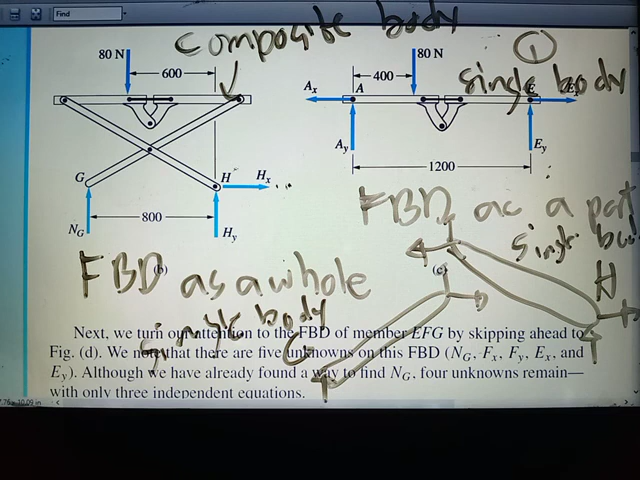 Find
composite body
80 N
600
G
H
Hx
NG
Hy
800
(b)
FBD as a whole
single body
80 N
1
400
single body
Ax
A
E
Ay
Ey
1200
FBD as a part
single
(c)
H
G
Next, we turn our attention to the FBD of member EFG by skipping ahead to
Fig. (d). We note that there are five unknowns on this FBD (NG, Fx, Fy, Ex, and
Ey). Although we have already found a way to find NG, four unknowns remain—
with only three independent equations.